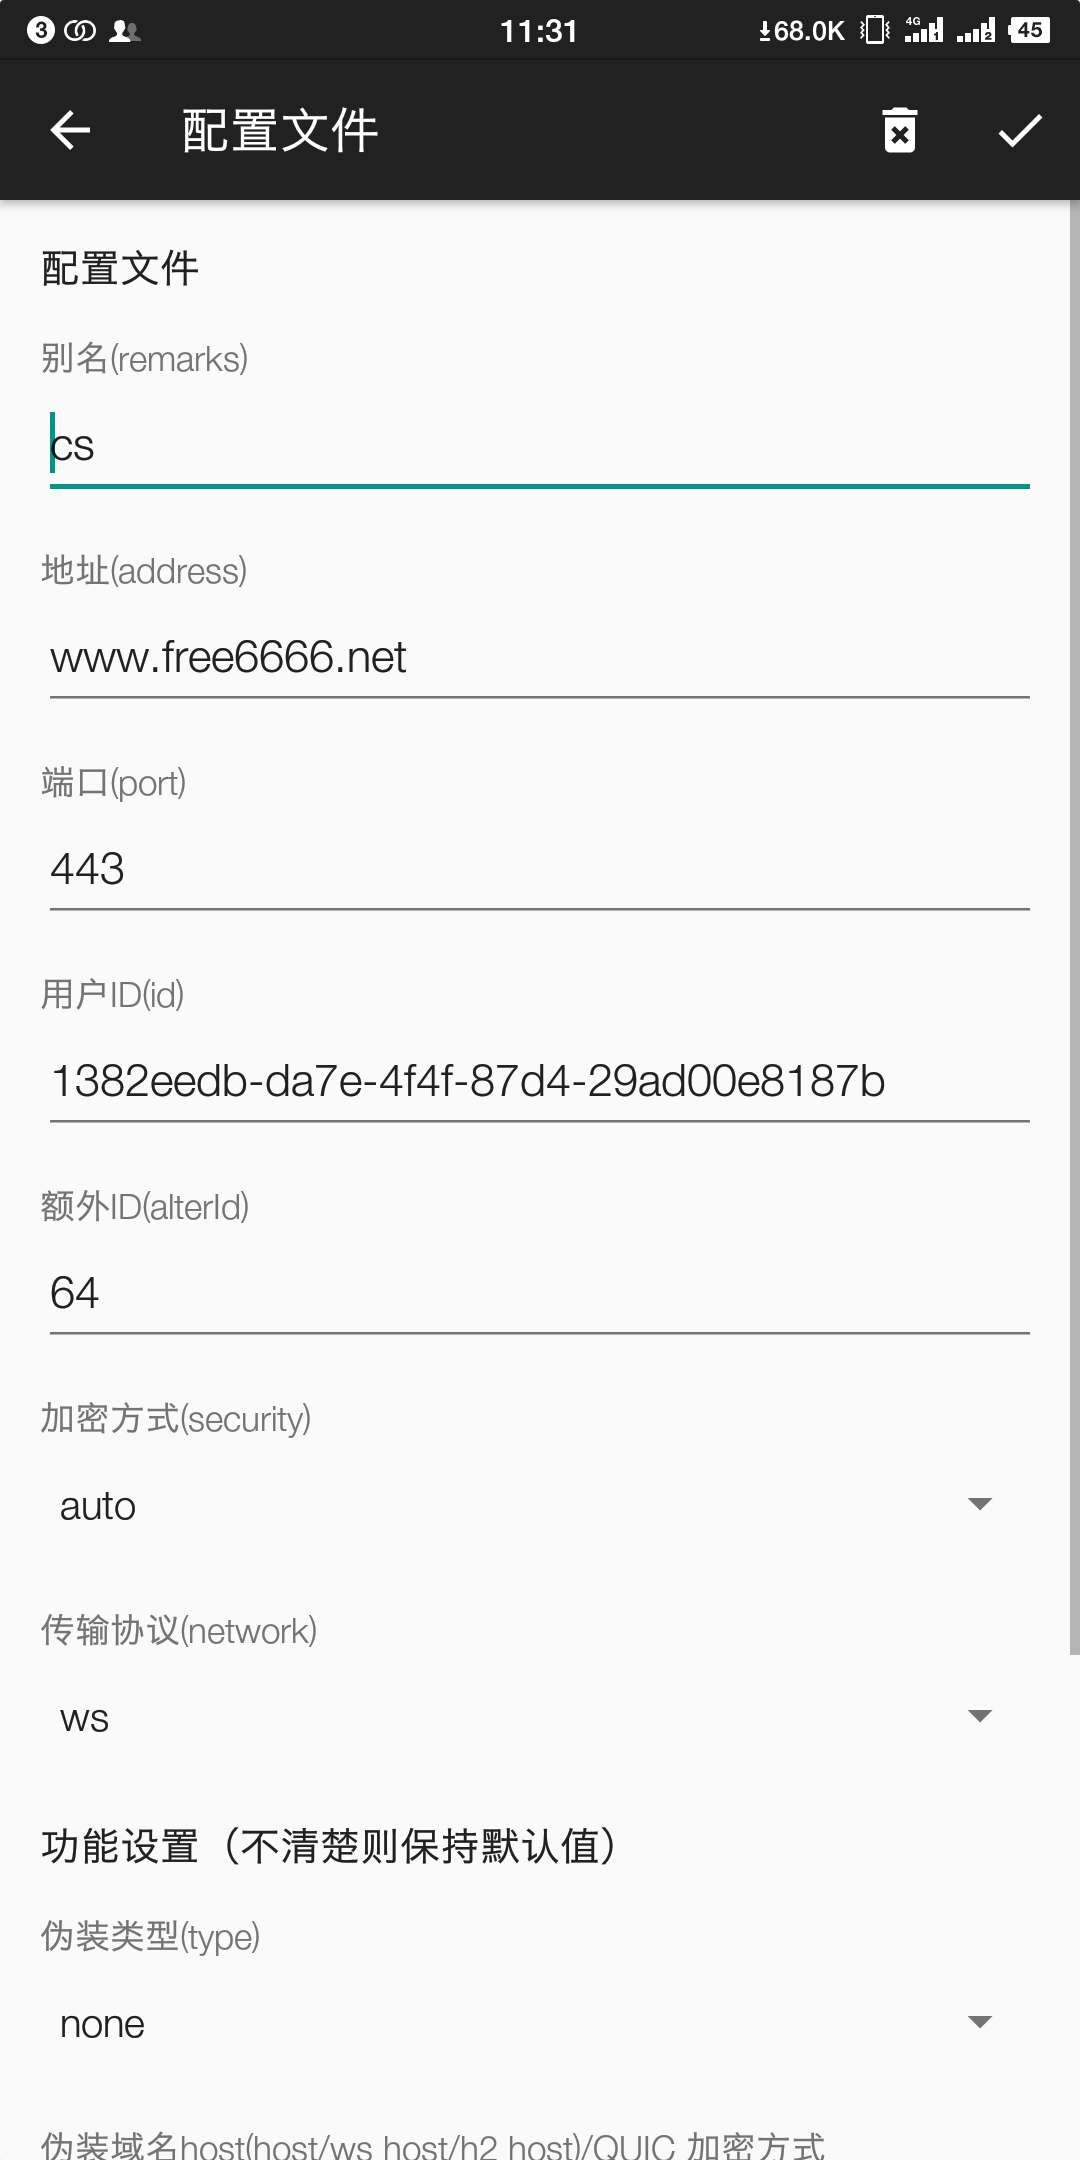 3 11:31 68.0K 4G 1 2 45
配置文件
配置文件
别名(remarks)
cs
地址(address)
www.free6666.net
端口(port)
443
用户ID(id)
1382eedb-da7e-4f4f-87d4-29ad00e8187b
额外ID(alterId)
64
加密方式(security)
auto
传输协议(network)
ws
功能设置（不清楚则保持默认值）
伪装类型(type)
none
伪装域名host(host/ws host/h2 host)/QUIC 加密方式